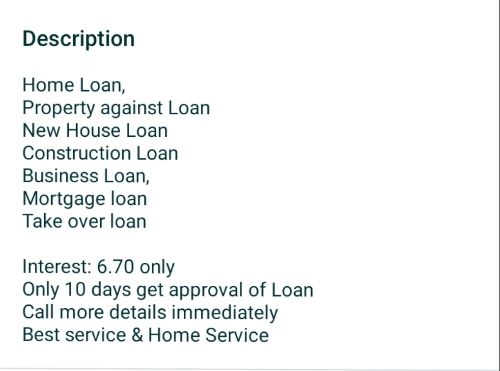 Description
Home Loan,
Property against Loan
New House Loan
Construction Loan
Business Loan,
Mortgage loan
Take over loan
Interest: 6.70 only
Only 10 days get approval of Loan
Call more details immediately
Best service & Home Service